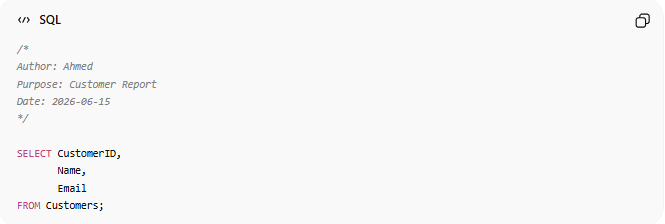 SQL
/*
Author: Ahmed
Purpose: Customer Report
Date: 2026-06-15
*/
SELECT CustomerID,
       Name,
       Email
FROM Customers;